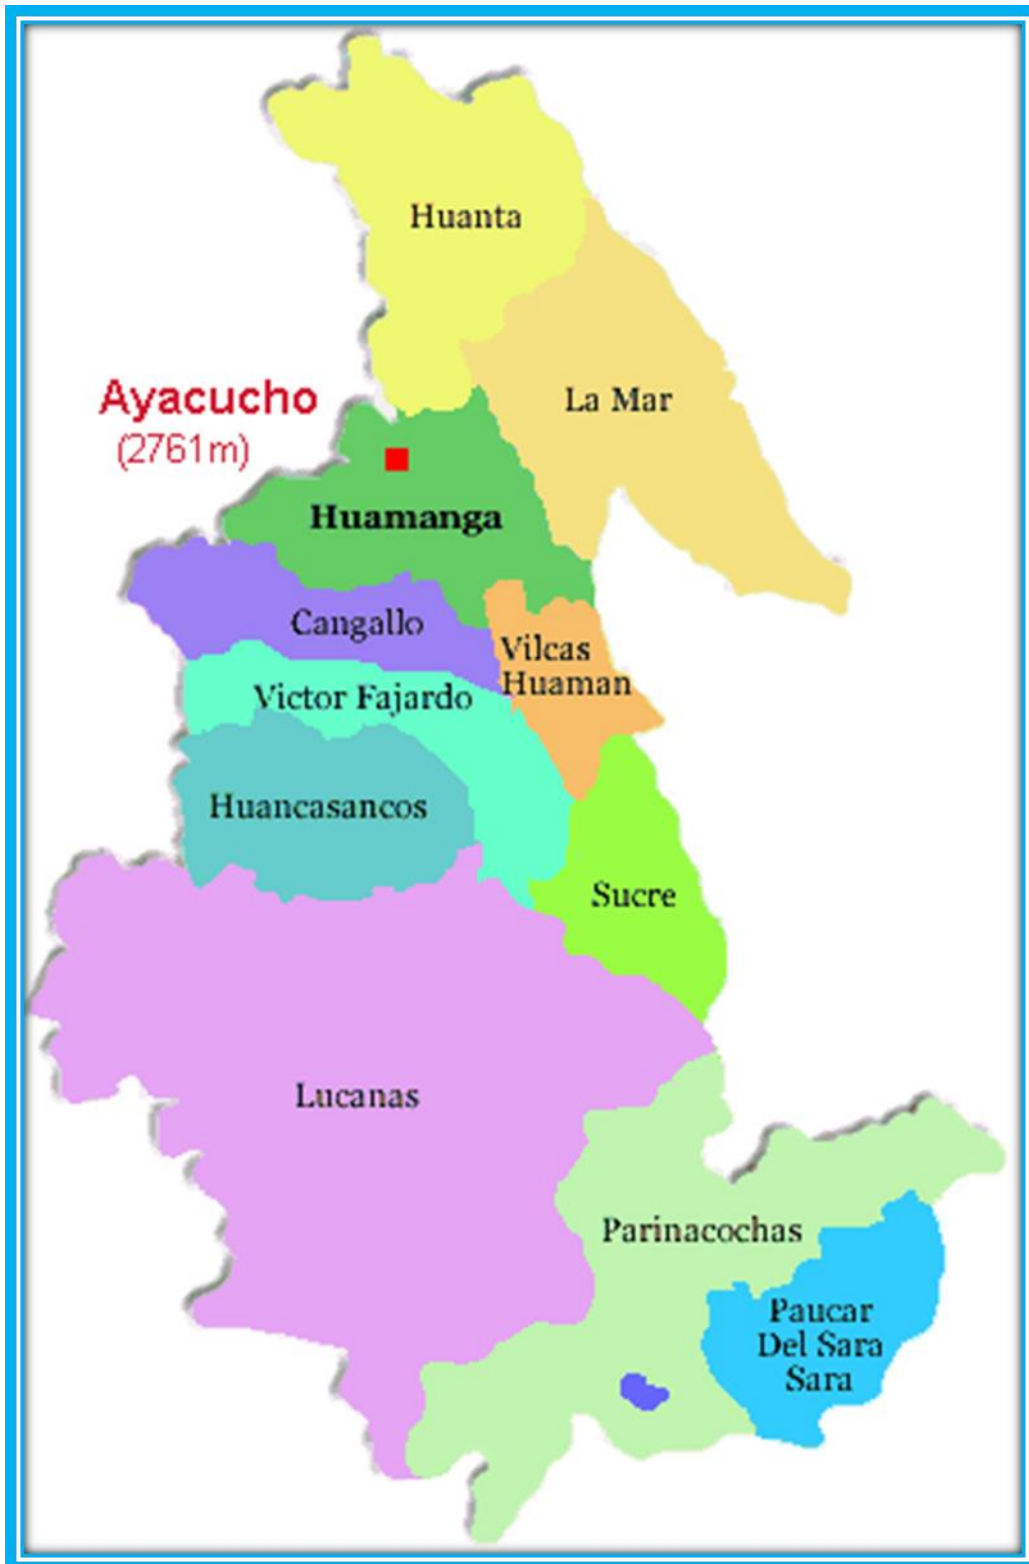 Huanta
La Mar
Ayacucho
(2761m)
Huamanga
Cangallo
Vilcas
Huaman
Victor Fajardo
Huancasancos
Sucre
Lucanas
Parinacochas
Paucar
Del Sara
Sara